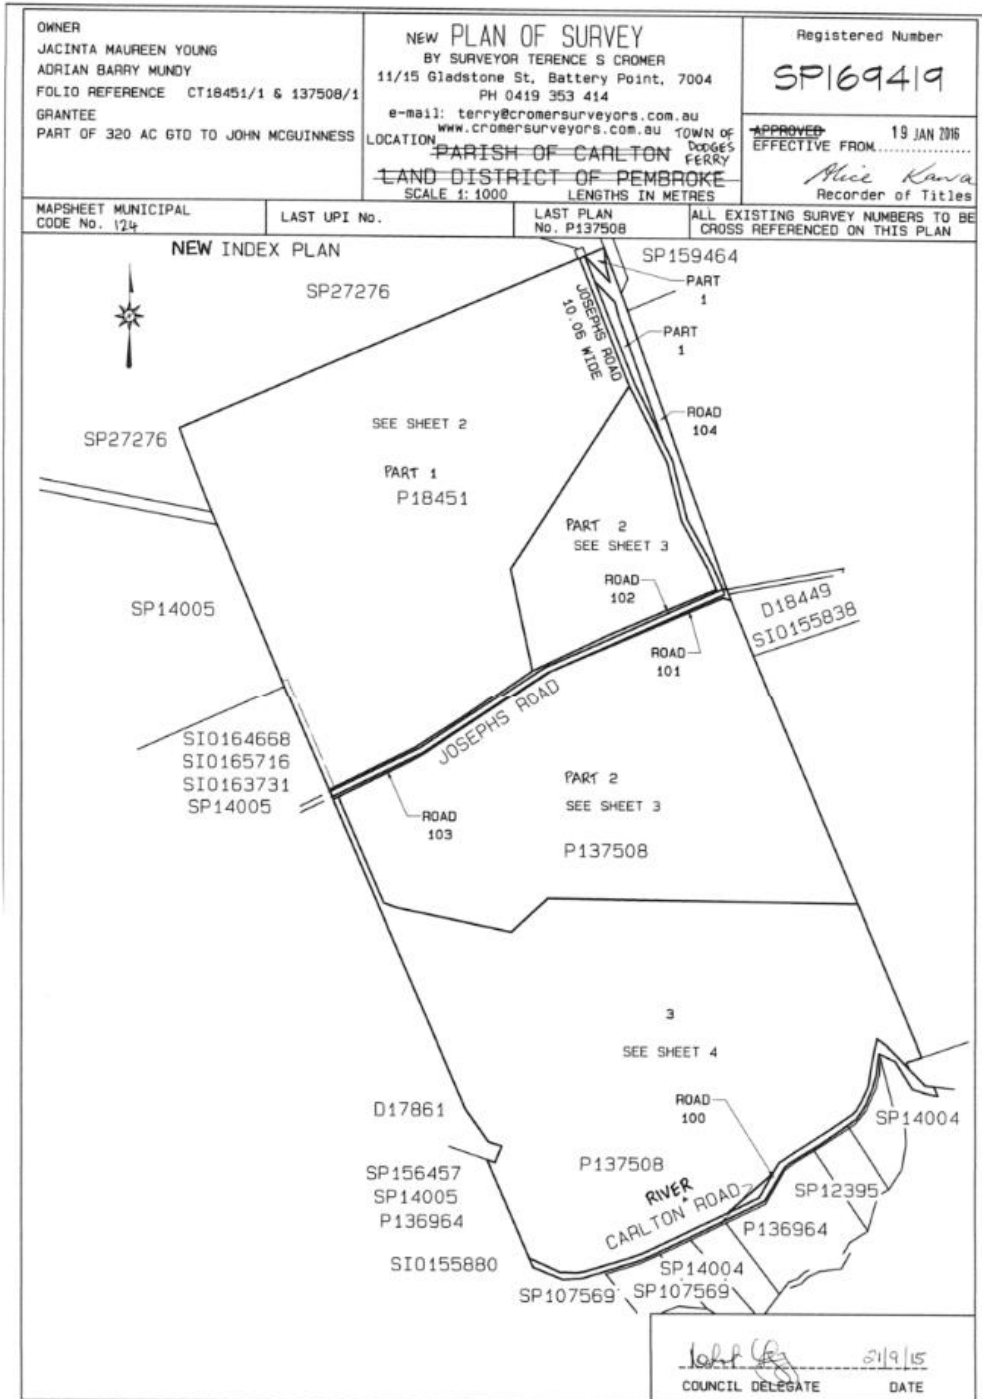 OWNER
JACINTA MAUREEN YOUNG
ADRIAN BARRY MUNDY
FOLIO REFERENCE CT18451/1 & 137508/1
GRANTEE
PART OF 320 AC GTD TO JOHN MCGUINNESS
NEW PLAN OF SURVEY
BY SURVEYOR TERENCE S CROMER
11/15 Gladstone St, Battery Point, 7004
PH 0419 353 414
e-mail: terry@cromersurveyors.com.au
www.cromersurveyors.com.au
LOCATION
TOWN OF
DODGES
FERRY
PARISH OF CARLTON
LAND DISTRICT OF PEMBROKE
SCALE 1:1000 LENGTHS IN METRES
Registered Number
SP169419
APPROVED 19 JAN 2016
EFFECTIVE FROM..............
Alice Kawa
Recorder of Titles
MAPSHEET MUNICIPAL
CODE No. 124
LAST UPI No.
LAST PLAN
No. P137508
ALL EXISTING SURVEY NUMBERS TO BE
CROSS REFERENCED ON THIS PLAN
NEW INDEX PLAN
SP159464
SP27276
PART
1
JOSEPHS ROAD
10.06 WIDE
PART
1
ROAD
104
SEE SHEET 2
SP27276
PART 1
P18451
PART 2
SEE SHEET 3
ROAD
102
SP14005
D18449
SIO155838
ROAD
101
JOSEPHS ROAD
SIO164668
SIO165716
SIO163731
SP14005
PART 2
SEE SHEET 3
ROAD
103
P137508
3
SEE SHEET 4
ROAD
100
D17861
SP14004
P137508
SP156457
SP14005
P136964
SP12395
RIVER
CARLTON ROAD
P136964
SIO155880
SP14004
SP107569
SP107569
21/9/15
COUNCIL DELEGATE DATE